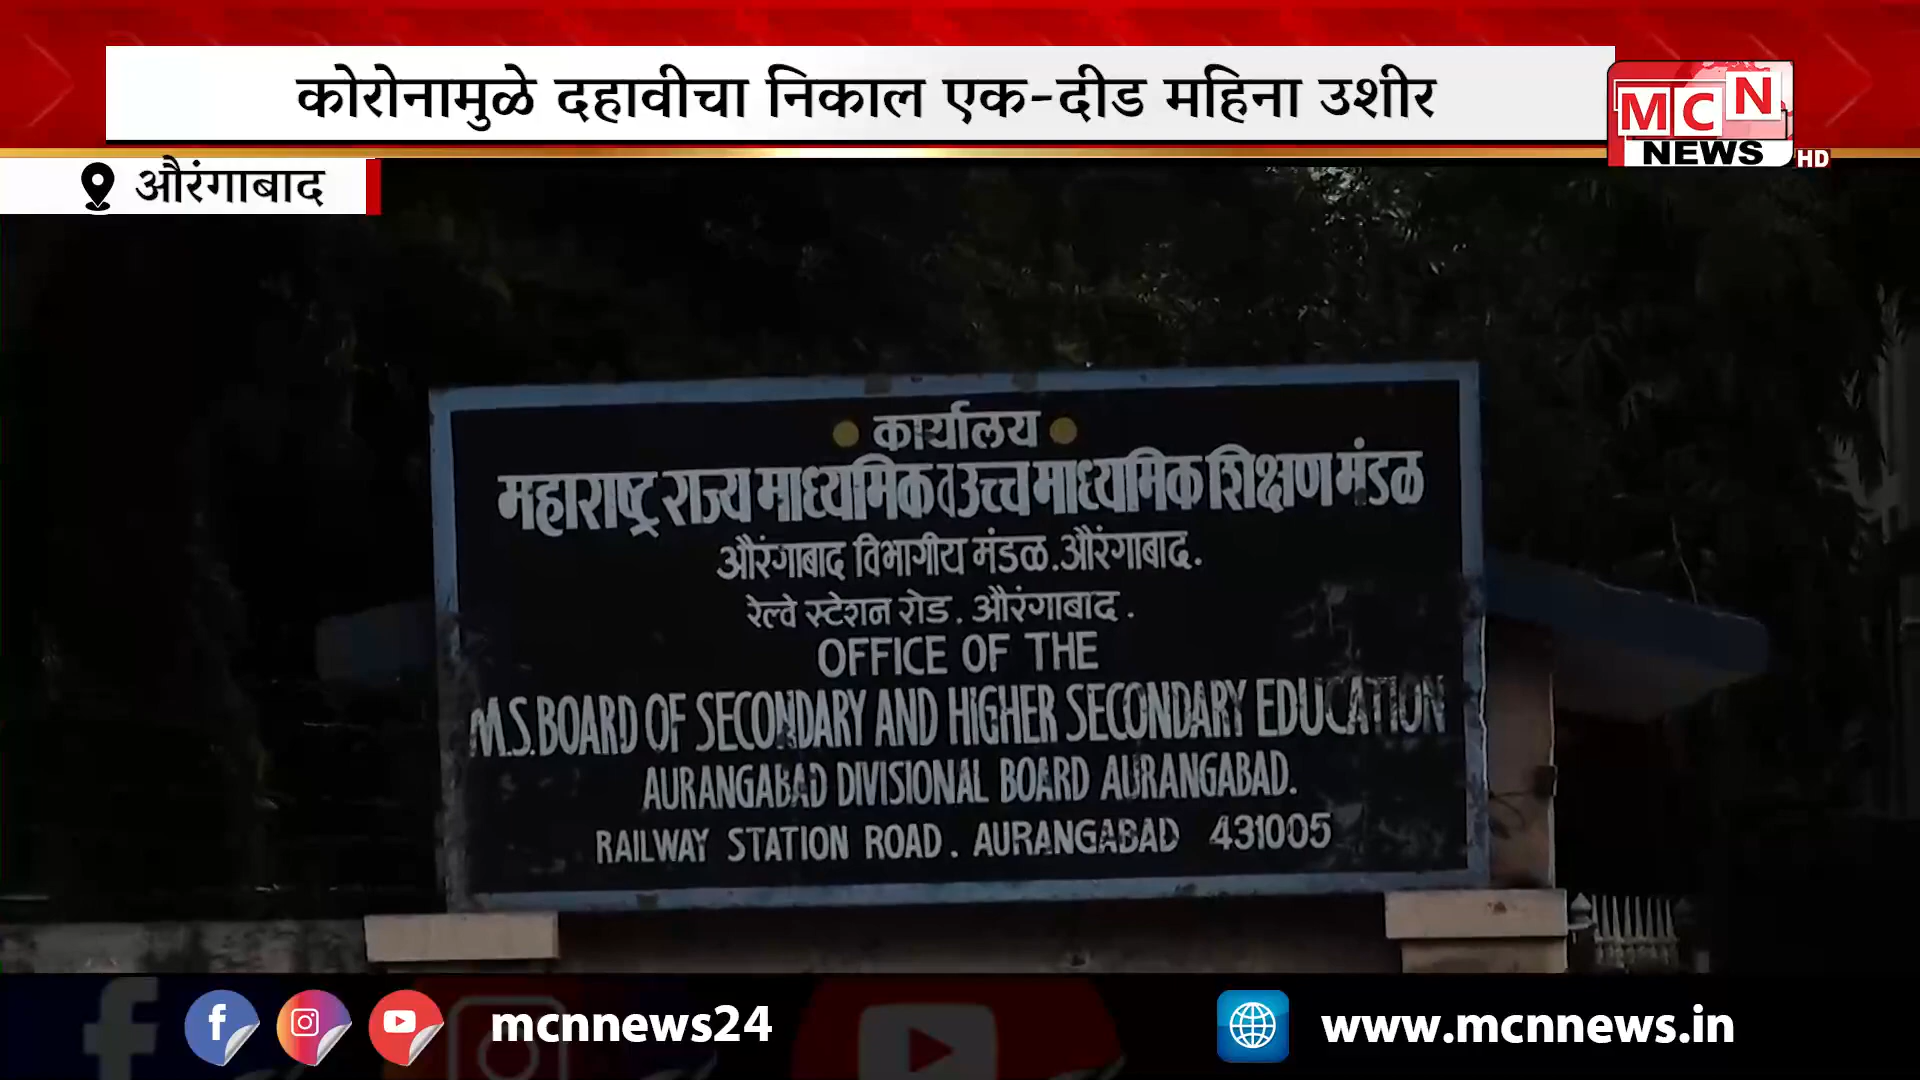 कोरोनामुळे दहावीचा निकाल एक-दीड महिना उशीर
MCN
NEWS HD
औरंगाबाद
कार्यालय
महाराष्ट्र राज्य माध्यमिक व उच्च माध्यमिक शिक्षण मंडळ
औरंगाबाद विभागीय मंडळ.औरंगाबाद.
रेल्वे स्टेशन रोड. औरंगाबाद.
OFFICE OF THE
M.S.BOARD OF SECONDARY AND HIGHER SECONDARY EDUCATION
AURANGABAD DIVISIONAL BOARD AURANGABAD.
RAILWAY STATION ROAD. AURANGABAD 431005
mcnnews24
www.mcnnews.in